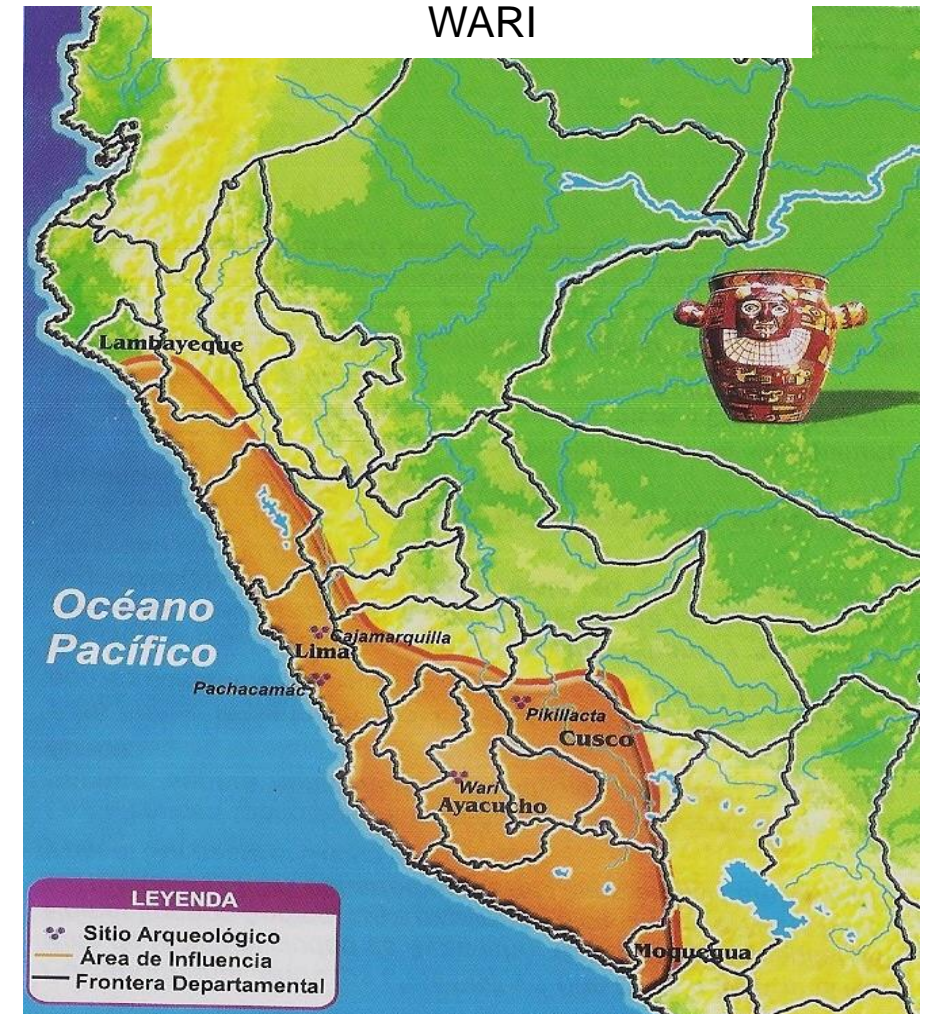 WARI
Lambayeque
Océano
Pacífico
Cajamarquilla
Lima
Pachacamác
Pikillacta
Cusco
Wari
Ayacucho
Moquegua
LEYENDA
Sitio Arqueológico
Área de Influencia
Frontera Departamental